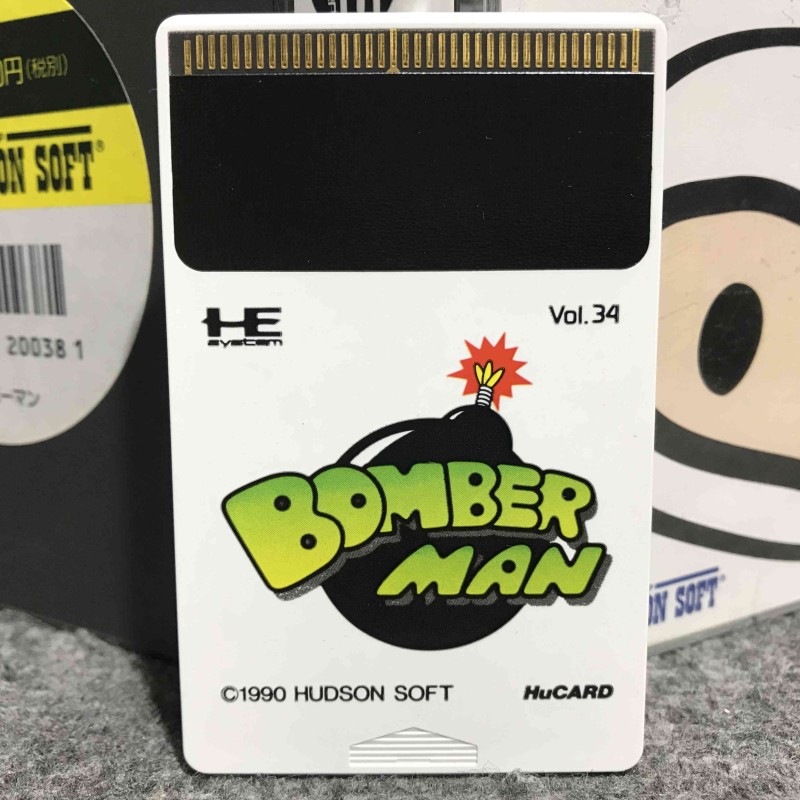 円(税別)
ON SOFT®
20038 1
ーマン
HE
SYSTEM
Vol.34
BOMBER
MAN
©1990 HUDSON SOFT
HuCARD
ON SOFT